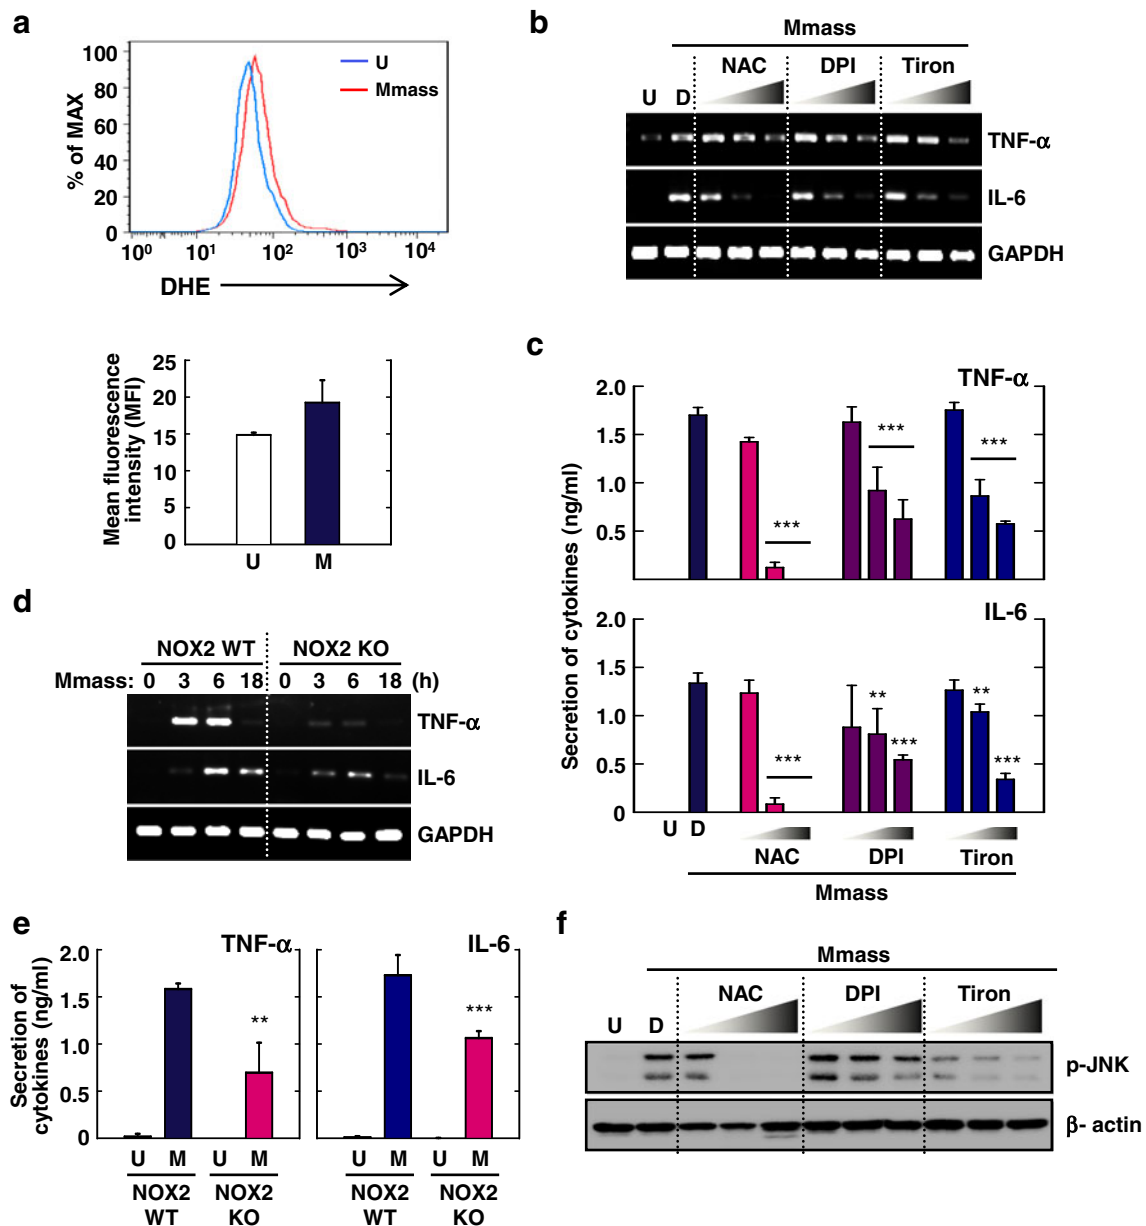 a
100
80
60
40
20
0
% of MAX
U
Mmass
10⁰ 10¹ 10² 10³ 10⁴
DHE
25
20
15
10
5
0
Mean fluorescence
intensity (MFI)
U M
b
Mmass
NAC DPI Tiron
U D
TNF-α
IL-6
GAPDH
c
TNF-α
2.0
1.5
1.0
0.5
*** *** ***
Secretion of cytokines (ng/ml)
IL-6
2.0
1.5
1.0
0.5
0
*** ** *** ** ***
U D
NAC DPI Tiron
Mmass
d
NOX2 WT NOX2 KO
Mmass: 0 3 6 18 0 3 6 18 (h)
TNF-α
IL-6
GAPDH
e
Secretion of
cytokines (ng/ml)
TNF-α
2.0
1.5
1.0
0.5
0
**
U M U M
NOX2 NOX2
WT KO
IL-6
***
U M U M
NOX2 NOX2
WT KO
f
Mmass
NAC DPI Tiron
U D
p-JNK
β- actin